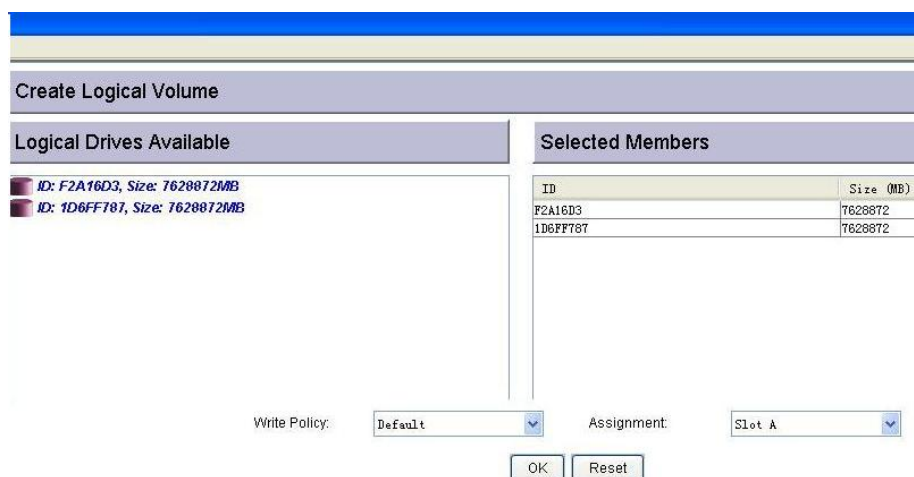 Create Logical Volume
Logical Drives Available
Selected Members
ID: F2A16D3, Size: 7628872MB
ID: 1D6FF787, Size: 7628872MB
ID Size (MB)
F2A16D3 7628872
1D6FF787 7628872
Write Policy: Default Assignment: Slot A
OK Reset